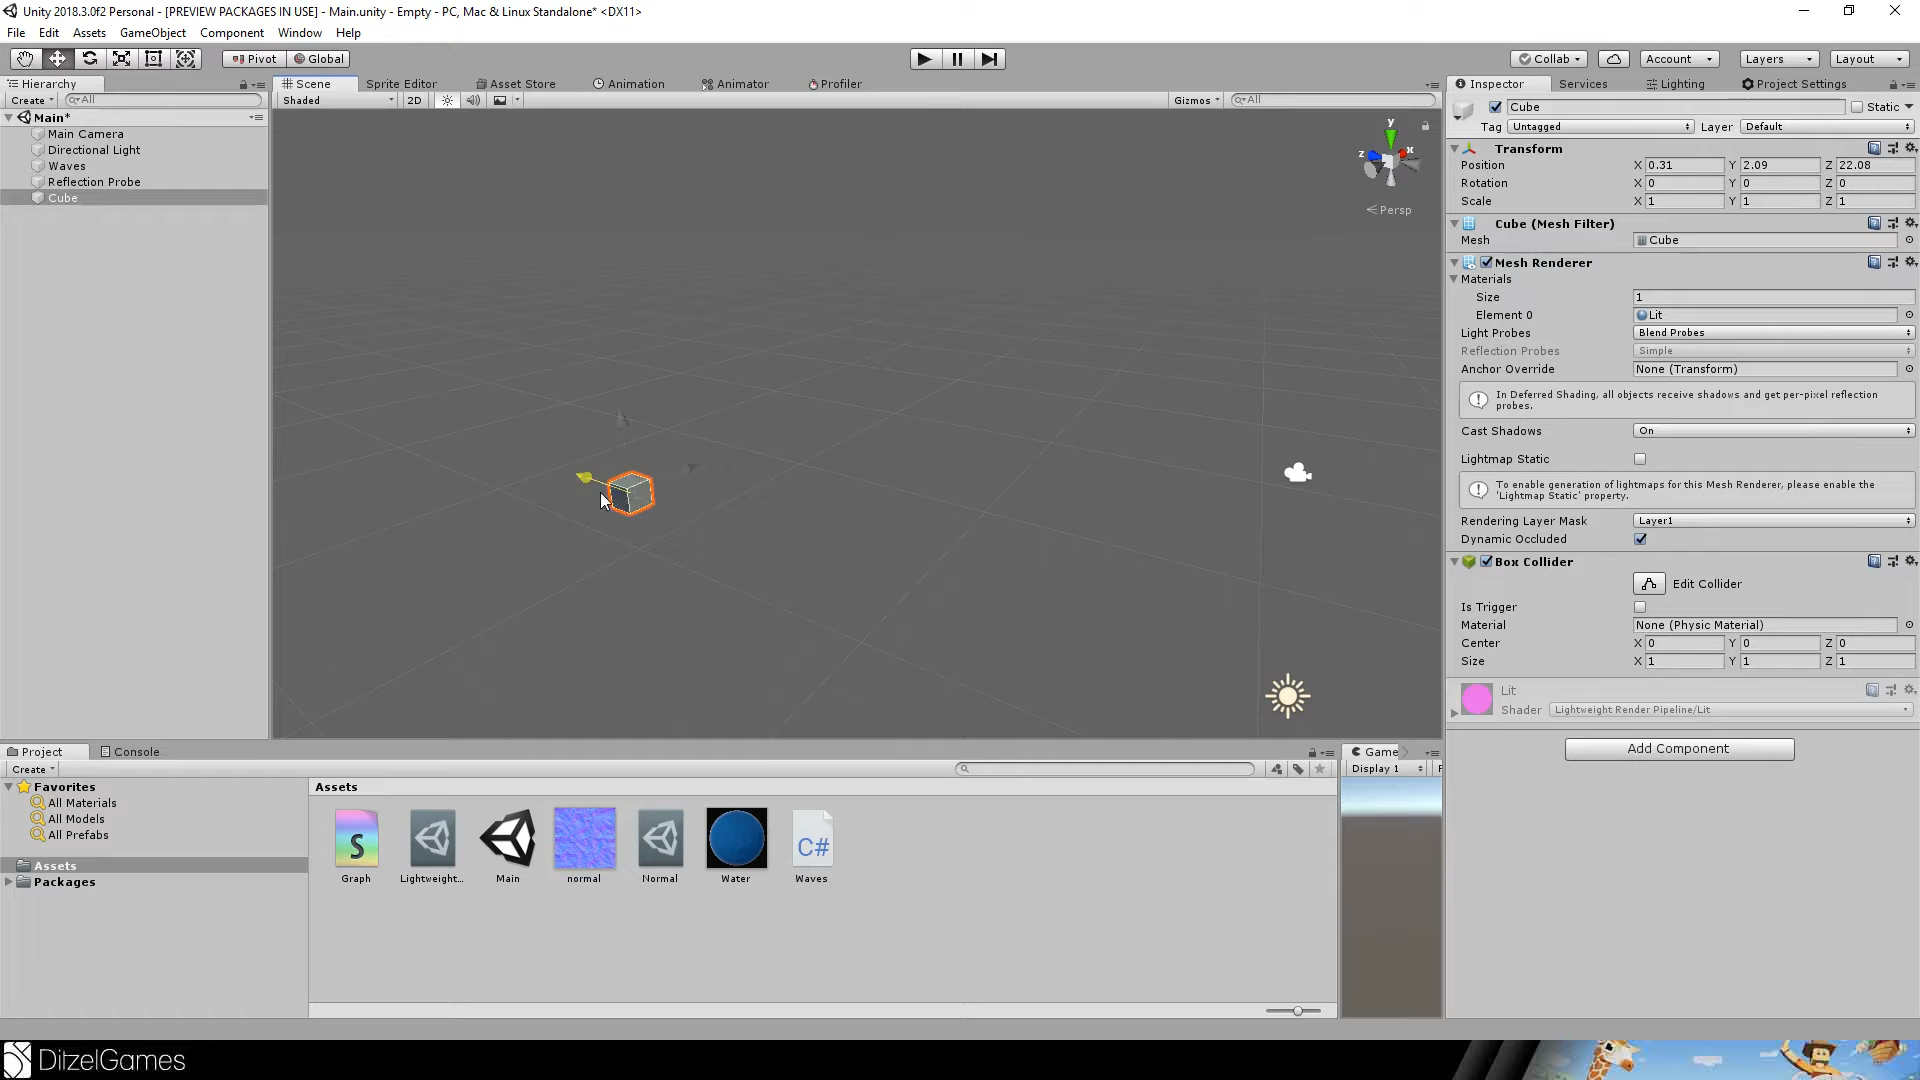 Unity 2018.3.0f2 Personal - [PREVIEW PACKAGES IN USE] - Main.unity - Empty - PC, Mac & Linux Standalone* <DX11>
File Edit Assets GameObject Component Window Help
Pivot Global Collab Account Layers Layout
Hierarchy Scene Sprite Editor Asset Store Animation Animator Profiler Inspector Services Lighting Project Settings
Create All Shaded 2D Gizmos All
Cube Static
Tag Untagged Layer Default
Main*
Main Camera
Directional Light
Waves
Reflection Probe
Cube
y
z x
Persp
Transform
Position X 0.31 Y 2.09 Z 22.08
Rotation X 0 Y 0 Z 0
Scale X 1 Y 1 Z 1
Cube (Mesh Filter)
Mesh Cube
Mesh Renderer
Materials
Size 1
Element 0 Lit
Light Probes Blend Probes
Reflection Probes Simple
Anchor Override None (Transform)
In Deferred Shading, all objects receive shadows and get per-pixel reflection
probes.
Cast Shadows On
Lightmap Static
To enable generation of lightmaps for this Mesh Renderer, please enable the
'Lightmap Static' property.
Rendering Layer Mask Layer1
Dynamic Occluded
Box Collider
Edit Collider
Is Trigger
Material None (Physic Material)
Center X 0 Y 0 Z 0
Size X 1 Y 1 Z 1
Lit
Shader Lightweight Render Pipeline/Lit
Add Component
Project Console Game
Create Display 1
Favorites
All Materials
All Models
All Prefabs
Assets
Packages
Assets
S C#
Graph Lightweight... Main normal Normal Water Waves
DitzelGames